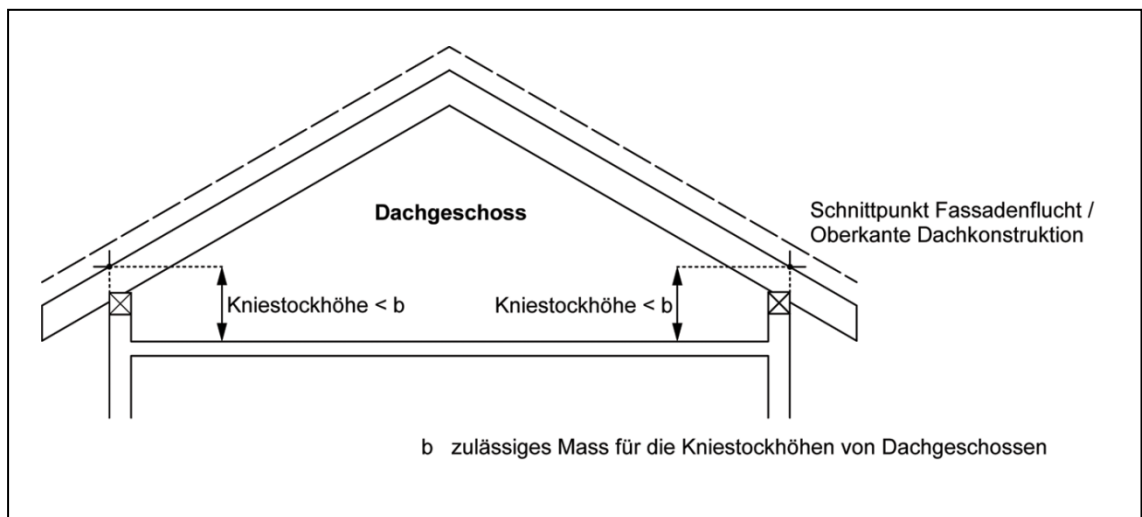 Dachgeschoss
Schnittpunkt Fassadenflucht /
Oberkante Dachkonstruktion
Kniestockhöhe < b
Kniestockhöhe < b
b zulässiges Mass für die Kniestockhöhen von Dachgeschossen